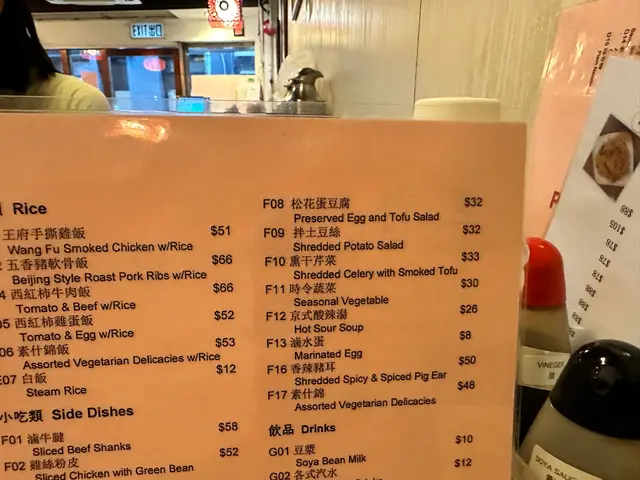 EXIT 出口
Rice
王府手撕雞飯 $51
Wang Fu Smoked Chicken w/Rice
五香豬軟骨飯 $66
Beijing Style Roast Pork Ribs w/Rice
4 西紅柿牛肉飯 $66
Tomato & Beef w/Rice
05 西紅柿雞蛋飯 $52
Tomato & Egg w/Rice
06 素什錦飯 $53
Assorted Vegetarian Delicacies w/Rice
E07 白飯 $12
Steam Rice
小吃類 Side Dishes
F01 滷牛腱 $58
Sliced Beef Shanks
F02 雞絲粉皮 $52
Sliced Chicken with Green Bean
F08 松花蛋豆腐 $32
Preserved Egg and Tofu Salad
F09 拌土豆絲 $32
Shredded Potato Salad
F10 熏干芹菜 $33
Shredded Celery with Smoked Tofu
F11 時令蔬菜 $30
Seasonal Vegetable
F12 京式酸辣湯 $26
Hot Sour Soup
F13 滷水蛋 $8
Marinated Egg
F16 香辣豬耳 $50
Shredded Spicy & Spiced Pig Ear
F17 素什錦 $48
Assorted Vegetarian Delicacies
飲品 Drinks
G01 豆漿 $10
Soya Bean Milk
G02 各式汽水 $12
$88
$105
$78
$78
$78
VINEGER
SOYA SAUCE